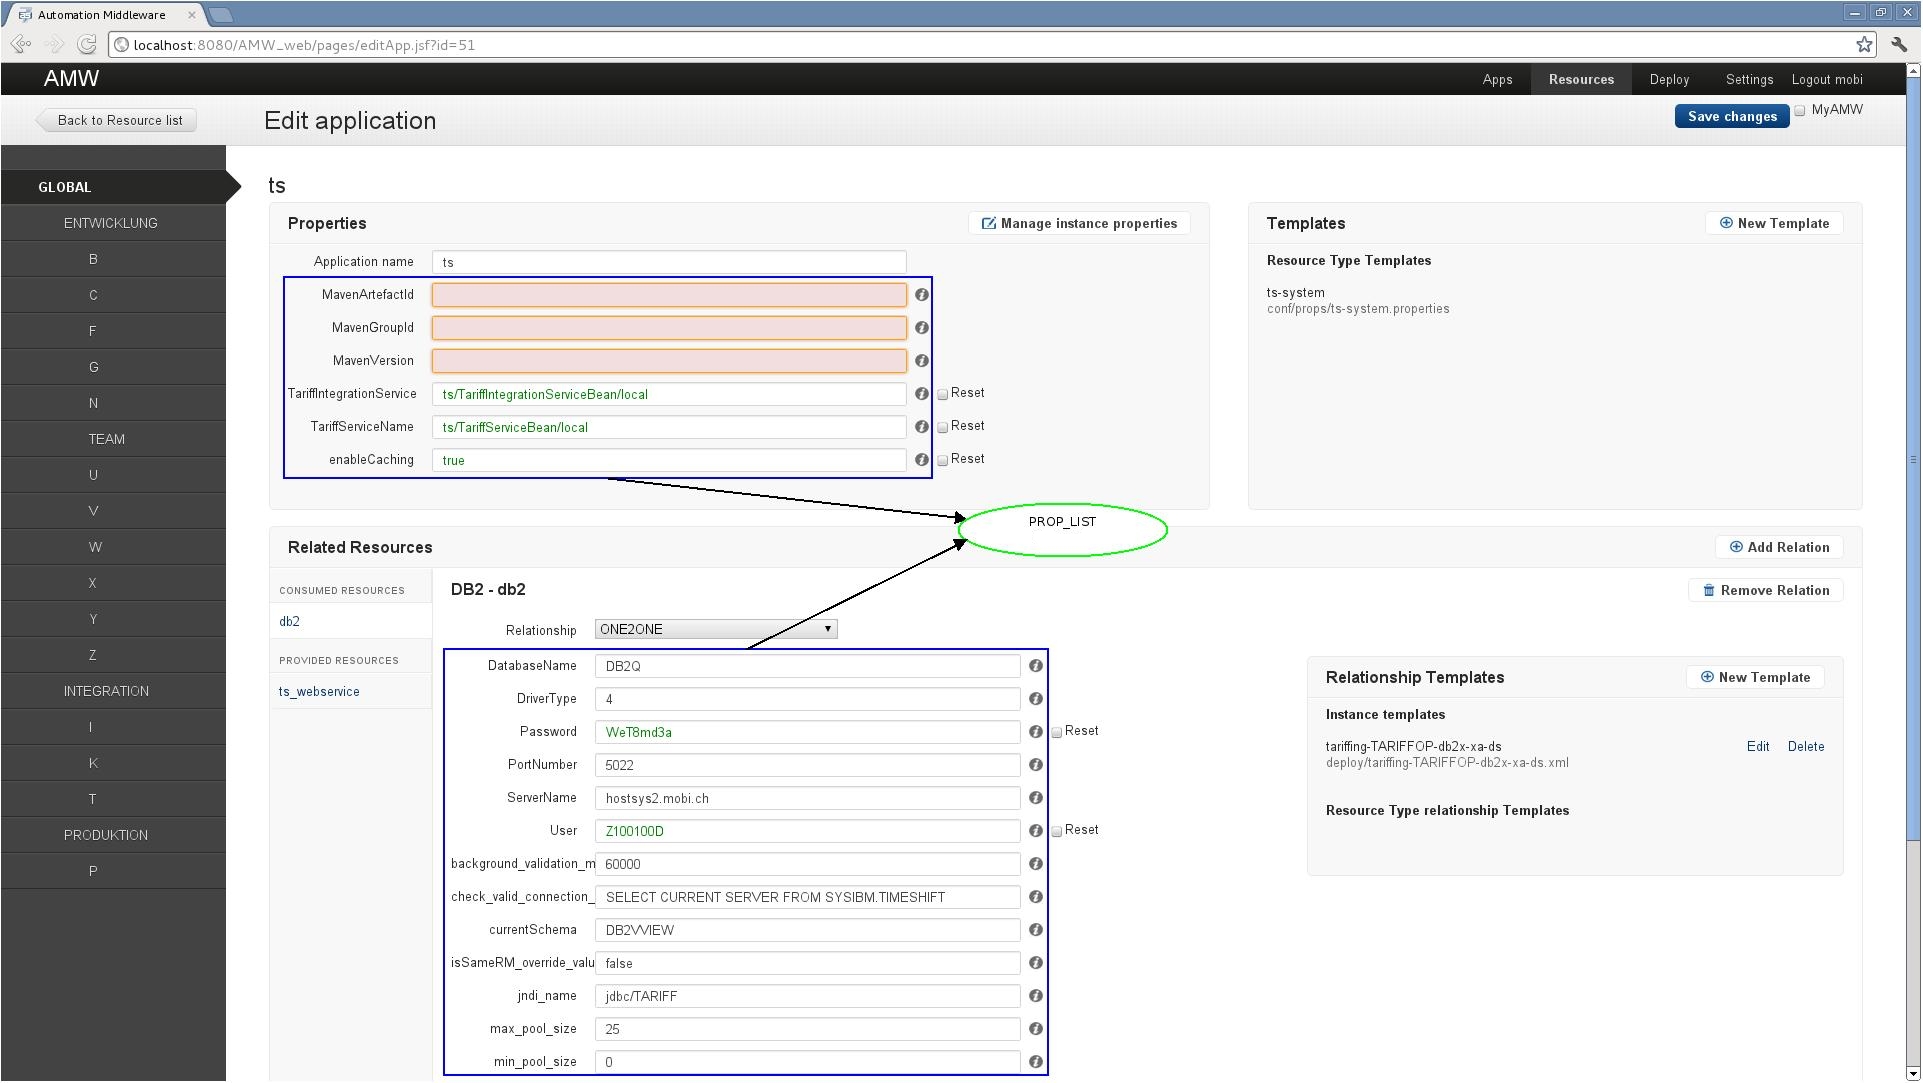 Automation Middleware
localhost:8080/AMW_web/pages/editApp.jsf?id=51
AMW
Apps Resources Deploy Settings Logout mobi
Back to Resource list
Edit application
Save changes MyAMW
GLOBAL
ENTWICKLUNG
B
C
F
G
N
TEAM
U
V
W
X
Y
Z
INTEGRATION
I
K
T
PRODUKTION
P
ts
Properties
Manage instance properties
Application name ts
MavenArtefactId
MavenGroupId
MavenVersion
TariffIntegrationService ts/TariffIntegrationServiceBean/local Reset
TariffServiceName ts/TariffServiceBean/local Reset
enableCaching true Reset
Templates
New Template
Resource Type Templates
ts-system
conf/props/ts-system.properties
PROP_LIST
Related Resources
Add Relation
CONSUMED RESOURCES
db2
PROVIDED RESOURCES
ts_webservice
DB2 - db2
Remove Relation
Relationship ONE2ONE
DatabaseName DB2Q
DriverType 4
Password WeT8md3a Reset
PortNumber 5022
ServerName hostsys2.mobi.ch
User Z100100D Reset
background_validation_m 60000
check_valid_connection_ SELECT CURRENT SERVER FROM SYSIBM.TIMESHIFT
currentSchema DB2VVIEW
isSameRM_override_valu false
jndi_name jdbc/TARIFF
max_pool_size 25
min_pool_size 0
Relationship Templates
New Template
Instance templates
tariffing-TARIFFOP-db2x-xa-ds Edit Delete
deploy/tariffing-TARIFFOP-db2x-xa-ds.xml
Resource Type relationship Templates